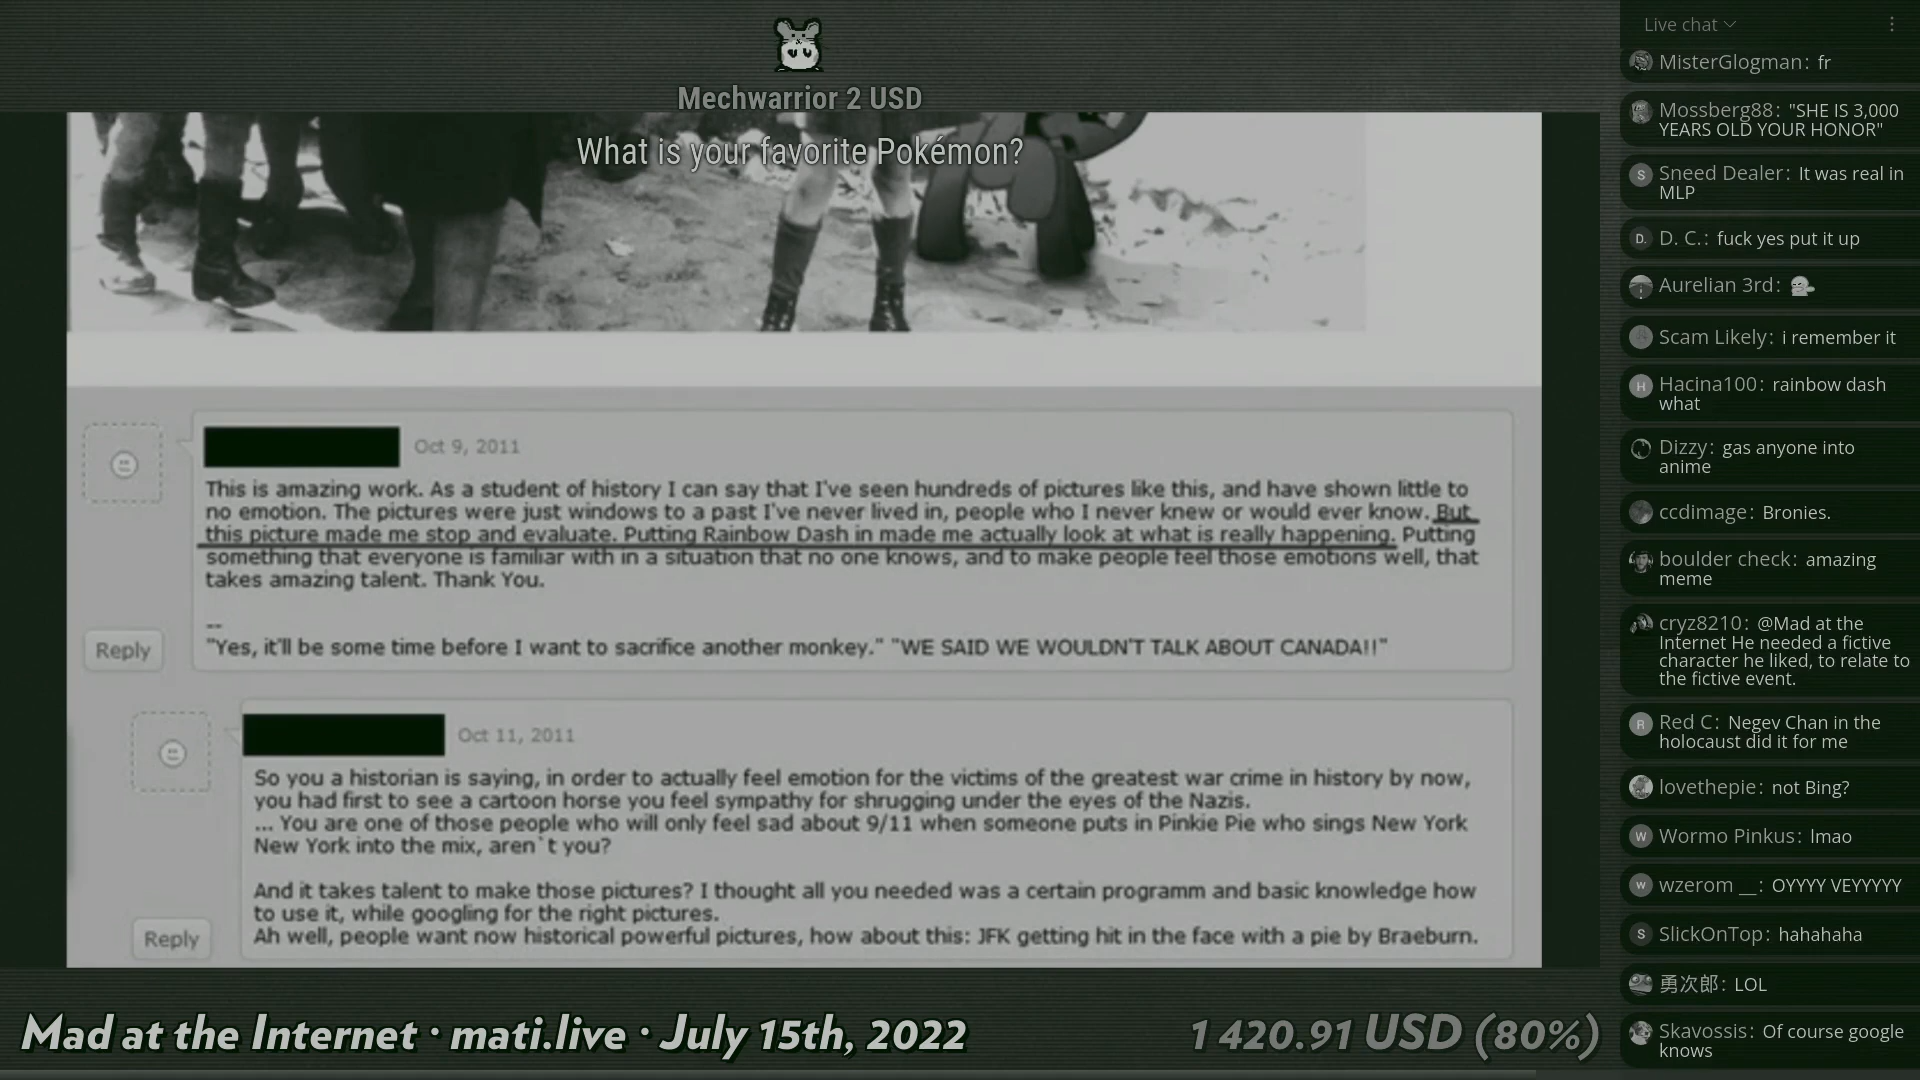 Mechwarrior 2 USD
What is your favorite Pokémon?
Oct 9, 2011
This is amazing work. As a student of history I can say that I've seen hundreds of pictures like this, and have shown little to
no emotion. The pictures were just windows to a past I've never lived in, people who I never knew or would ever know. But
this picture made me stop and evaluate. Putting Rainbow Dash in made me actually look at what is really happening. Putting
something that everyone is familiar with in a situation that no one knows, and to make people feel those emotions well, that
takes amazing talent. Thank You.
--
"Yes, it'll be some time before I want to sacrifice another monkey." "WE SAID WE WOULDN'T TALK ABOUT CANADA!!"
Reply
Oct 11, 2011
So you a historian is saying, in order to actually feel emotion for the victims of the greatest war crime in history by now,
you had first to see a cartoon horse you feel sympathy for shrugging under the eyes of the Nazis.
... You are one of those people who will only feel sad about 9/11 when someone puts in Pinkie Pie who sings New York
New York into the mix, aren`t you?
And it takes talent to make those pictures? I thought all you needed was a certain programm and basic knowledge how
to use it, while googling for the right pictures.
Ah well, people want now historical powerful pictures, how about this: JFK getting hit in the face with a pie by Braeburn.
Reply
Mad at the Internet · mati.live · July 15th, 2022
1 420.91 USD (80%)
Live chat
MisterGlogman: fr
Mossberg88: "SHE IS 3,000
YEARS OLD YOUR HONOR"
S
Sneed Dealer: It was real in
MLP
D.
D. C.: fuck yes put it up
Aurelian 3rd:
Scam Likely: i remember it
H
Hacina100: rainbow dash
what
Dizzy: gas anyone into
anime
ccdimage: Bronies.
boulder check: amazing
meme
cryz8210: @Mad at the
Internet He needed a fictive
character he liked, to relate to
the fictive event.
R
Red C: Negev Chan in the
holocaust did it for me
lovethepie: not Bing?
W
Wormo Pinkus: lmao
w
wzerom __: OYYYY VEYYYYY
S
SlickOnTop: hahahaha
勇次郎: LOL
Skavossis: Of course google
knows